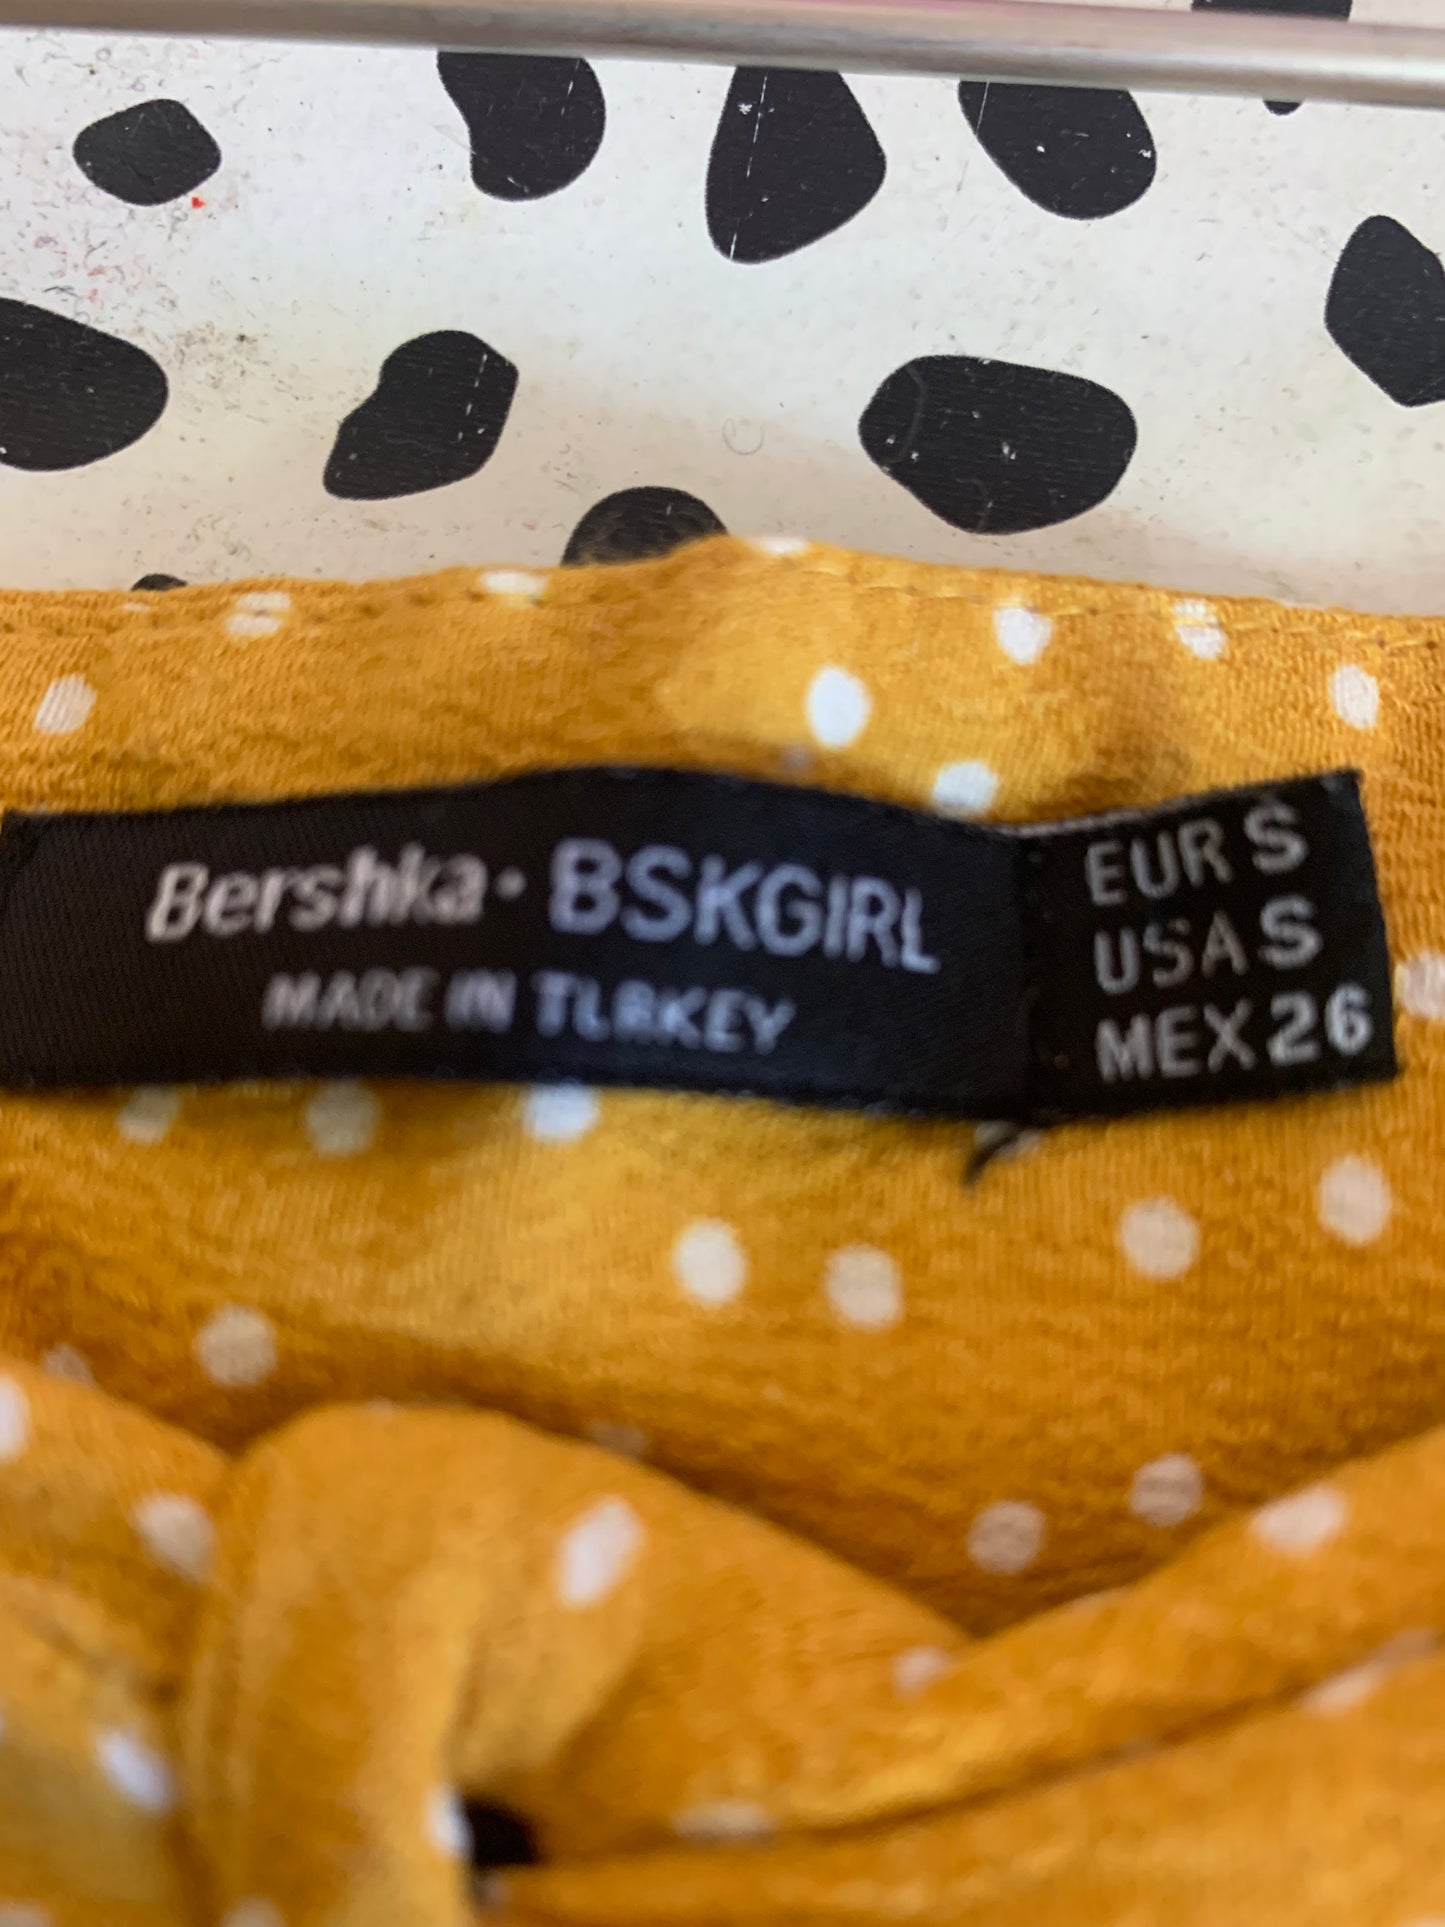 Bershka · BSKGIRL
MADE IN TURKEY
EUR S
USA S
MEX 26